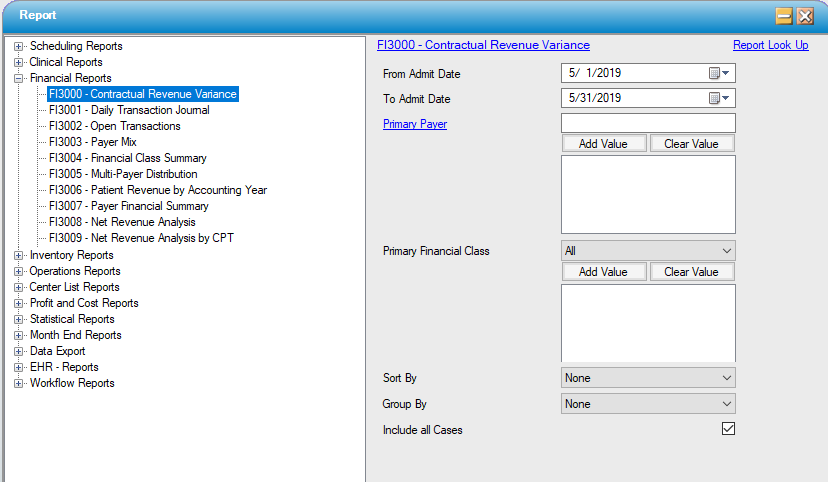 Report
Scheduling Reports
Clinical Reports
Financial Reports
FI3000 - Contractual Revenue Variance
FI3001 - Daily Transaction Journal
FI3002 - Open Transactions
FI3003 - Payer Mix
FI3004 - Financial Class Summary
FI3005 - Multi-Payer Distribution
FI3006 - Patient Revenue by Accounting Year
FI3007 - Payer Financial Summary
FI3008 - Net Revenue Analysis
FI3009 - Net Revenue Analysis by CPT
Inventory Reports
Operations Reports
Center List Reports
Profit and Cost Reports
Statistical Reports
Month End Reports
Data Export
EHR - Reports
Workflow Reports
FI3000 - Contractual Revenue Variance Report Look Up
From Admit Date 5/ 1/2019
To Admit Date 5/31/2019
Primary Payer
Add Value Clear Value
Primary Financial Class All
Add Value Clear Value
Sort By None
Group By None
Include all Cases